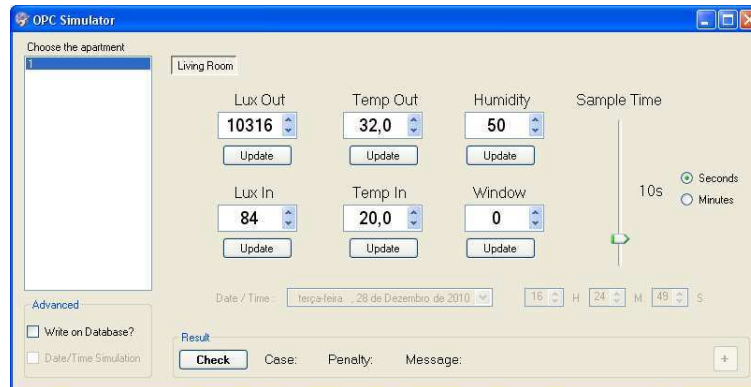 OPC Simulator
Choose the apartment
1
Living Room
Lux Out
Temp Out
Humidity
Sample Time
10316
32,0
50
Update
Update
Update
10s
Seconds
Minutes
Lux In
Temp In
Window
84
20,0
0
Update
Update
Update
Date / Time :
terça-feira , 28 de Dezembro de 2010
16 H 24 M 49 S
Advanced
Write on Database?
Date/Time Simulation
Result
Check
Case:
Penalty:
Message:
+